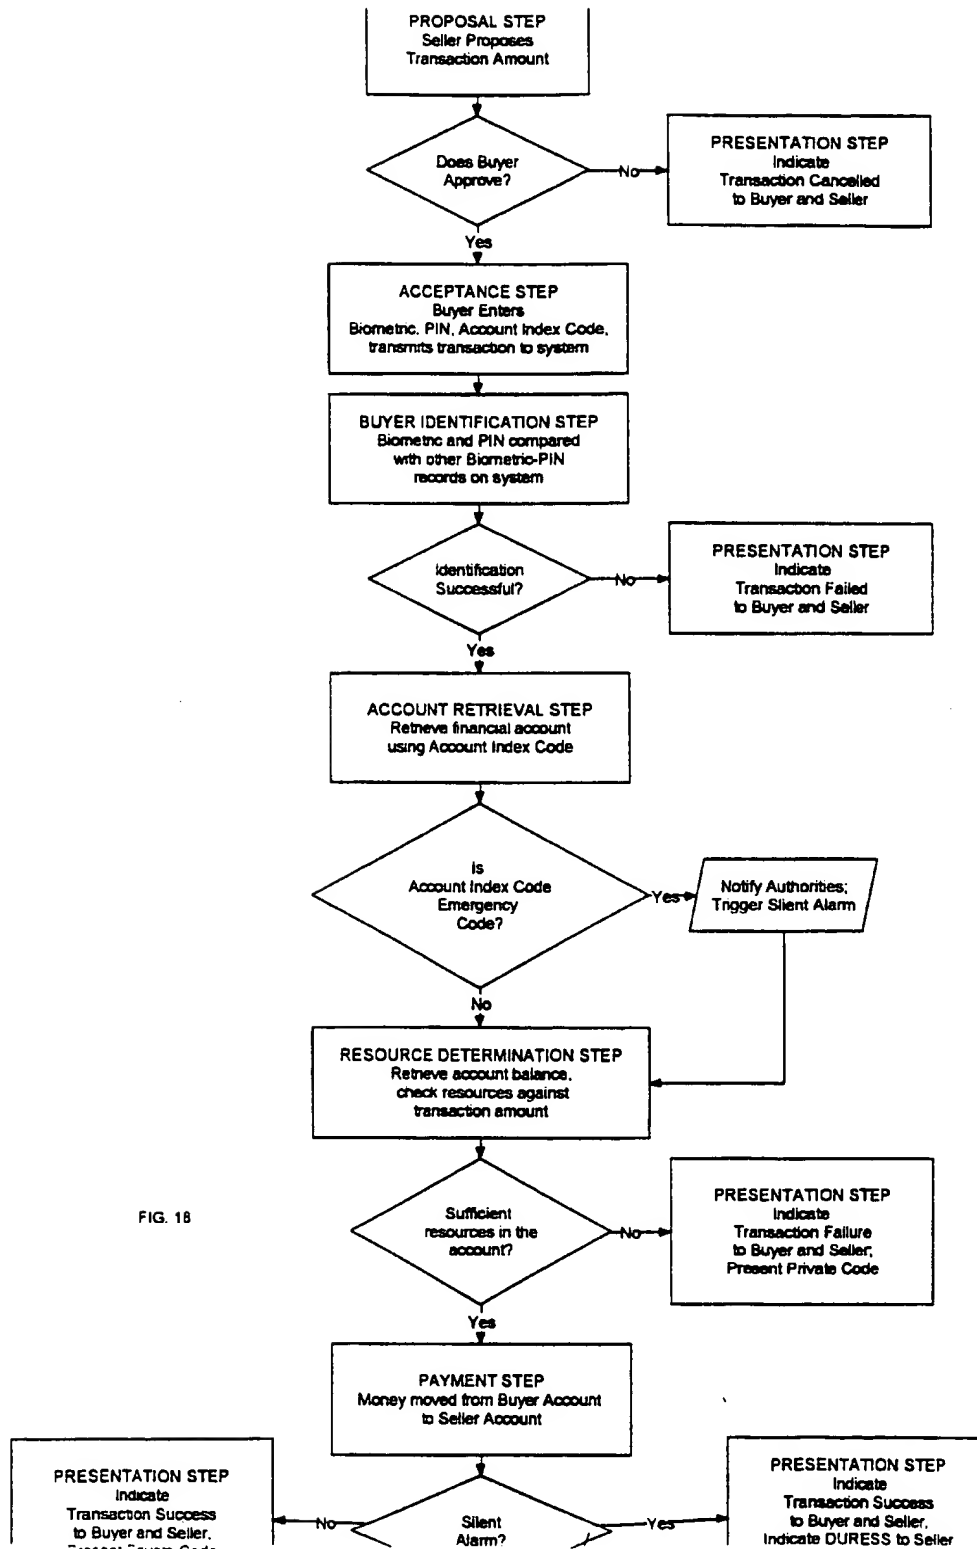 PROPOSAL STEP
Seller Proposes
Transaction Amount
Does Buyer
Approve?
No
PRESENTATION STEP
Indicate
Transaction Cancelled
to Buyer and Seller
Yes
ACCEPTANCE STEP
Buyer Enters
Biometric, PIN, Account Index Code,
transmits transaction to system
BUYER IDENTIFICATION STEP
Biometric and PIN compared
with other Biometric-PIN
records on system
Identification
Successful?
No
PRESENTATION STEP
Indicate
Transaction Failed
to Buyer and Seller
Yes
ACCOUNT RETRIEVAL STEP
Retrieve financial account
using Account Index Code
Is
Account Index Code
Emergency
Code?
Yes
Notify Authorities;
Trigger Silent Alarm
No
RESOURCE DETERMINATION STEP
Retrieve account balance,
check resources against
transaction amount
FIG. 18
Sufficient
resources in the
account?
No
PRESENTATION STEP
Indicate
Transaction Failure
to Buyer and Seller;
Present Private Code
Yes
PAYMENT STEP
Money moved from Buyer Account
to Seller Account
PRESENTATION STEP
Indicate
Transaction Success
to Buyer and Seller,
No
Silent
Alarm?
Yes
PRESENTATION STEP
Indicate
Transaction Success
to Buyer and Seller,
Indicate DURESS to Seller